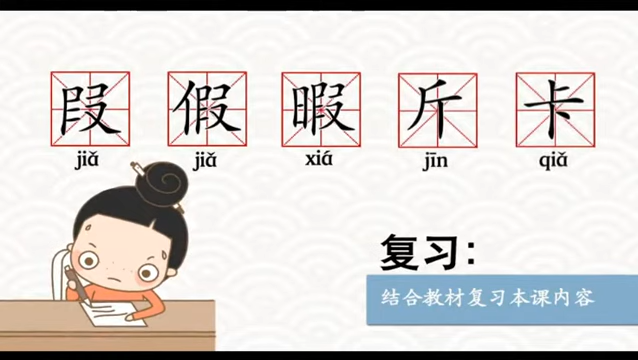 叚 假 暇 斤 卡
jiǎ jiǎ xiá jīn qiǎ
复习:
结合教材复习本课内容